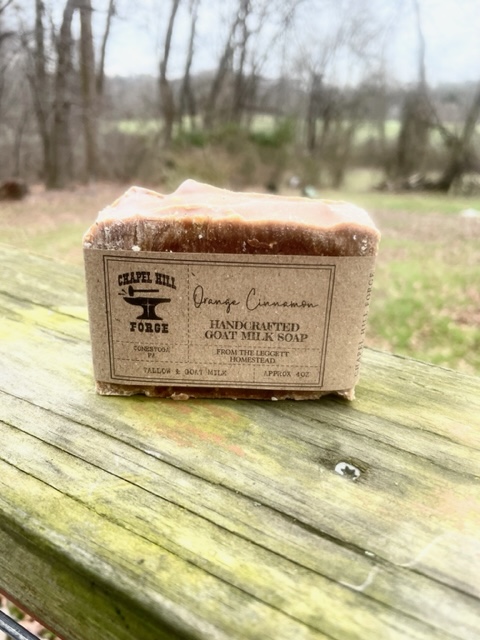 CHAPEL HILL
FORGE
Orange Cinnamon
HANDCRAFTED
GOAT MILK SOAP
CONESTOGA
PA
FROM THE LEGGETT
HOMESTEAD
TALLOW & GOAT MILK
APPROX 4OZ